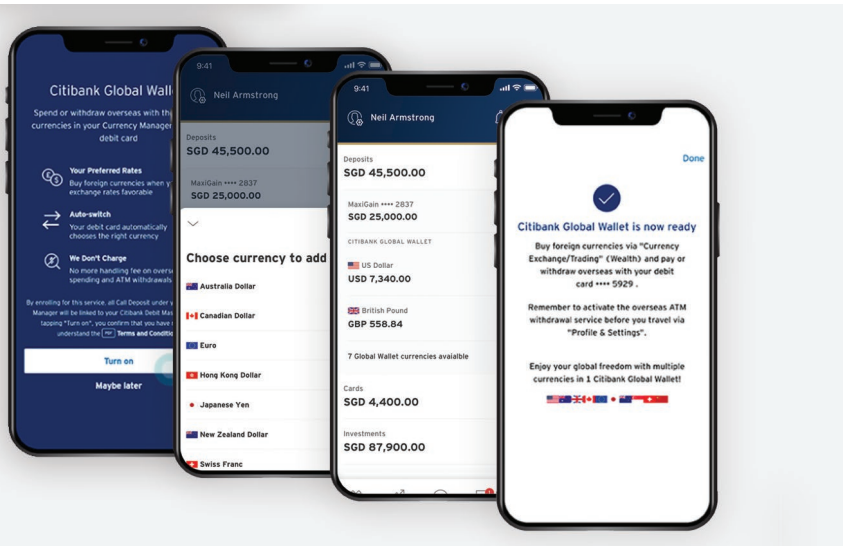 Citibank Global Wall
Spend or withdraw overseas with th
currencies in your Currency Manager
debit card
Your Preferred Rates
Buy foreign currencies when y
exchange rates favorable
Auto-switch
Your debit card automatically
chooses the right currency
We Don't Charge
No more handling fee on overs
spending and ATM withdrawals
By enrolling for this service, all Call Deposit under y
Manager will be linked to your Citibank Debit Mas
tapping "Turn on", you confirm that you have
understand the PDF Terms and Conditio
Turn on
Maybe later
9:41
Neil Armstrong
Deposits
SGD 45,500.00
MaxiGain •••• 2837
SGD 25,000.00
Choose currency to add
Australia Dollar
Canadian Dollar
Euro
Hong Kong Dollar
Japanese Yen
New Zealand Dollar
Swiss Franc
9:41
Neil Armstrong
Deposits
SGD 45,500.00
MaxiGain •••• 2837
SGD 25,000.00
CITIBANK GLOBAL WALLET
US Dollar
USD 7,340.00
British Pound
GBP 558.84
7 Global Wallet currencies avaialble
Cards
SGD 4,400.00
Investments
SGD 87,900.00
Done
Citibank Global Wallet is now ready
Buy foreign currencies via "Currency
Exchange/Trading" (Wealth) and pay or
withdraw overseas with your debit
card •••• 5929 .
Remember to activate the overseas ATM
withdrawal service before you travel via
"Profile & Settings".
Enjoy your global freedom with multiple
currencies in 1 Citibank Global Wallet!